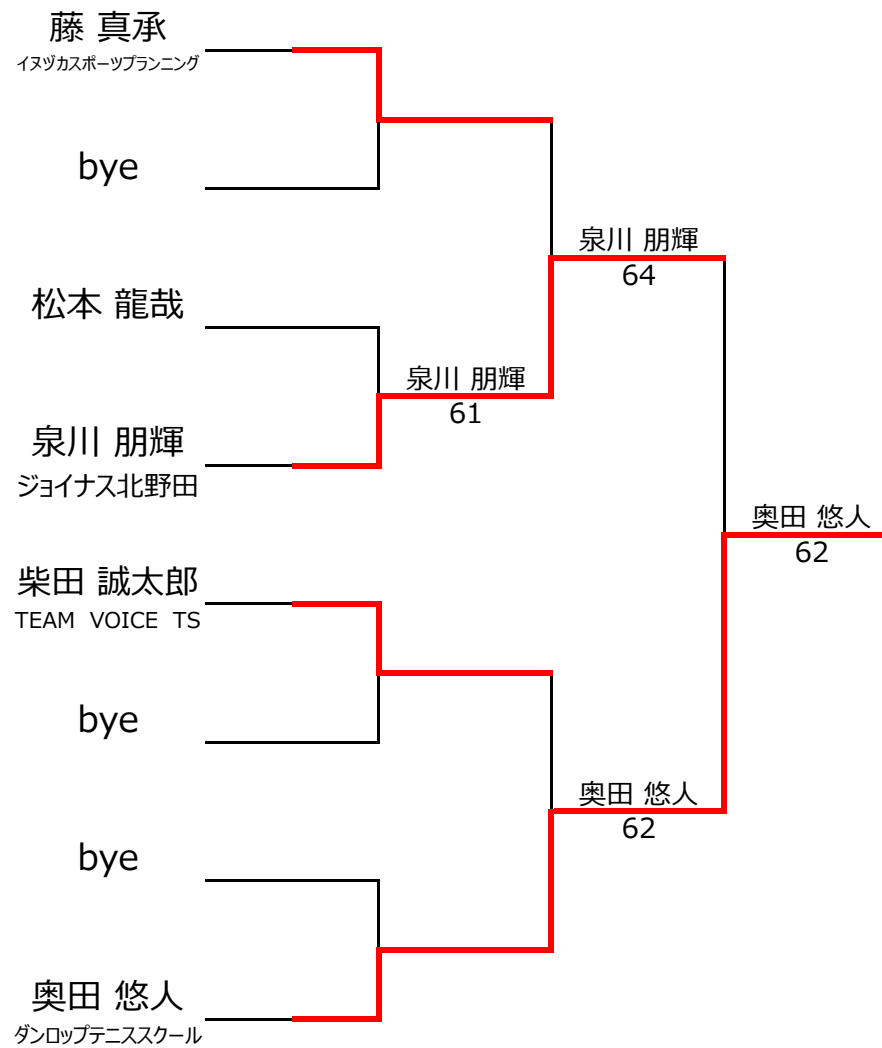 藤 真承
イヌヅカスポーツプランニング
bye
松本 龍哉
泉川 朋輝
ジョイナス北野田
柴田 誠太郎
TEAM VOICE TS
bye
bye
奥田 悠人
ダンロップテニススクール
泉川 朋輝
61
泉川 朋輝
64
奥田 悠人
62
奥田 悠人
62